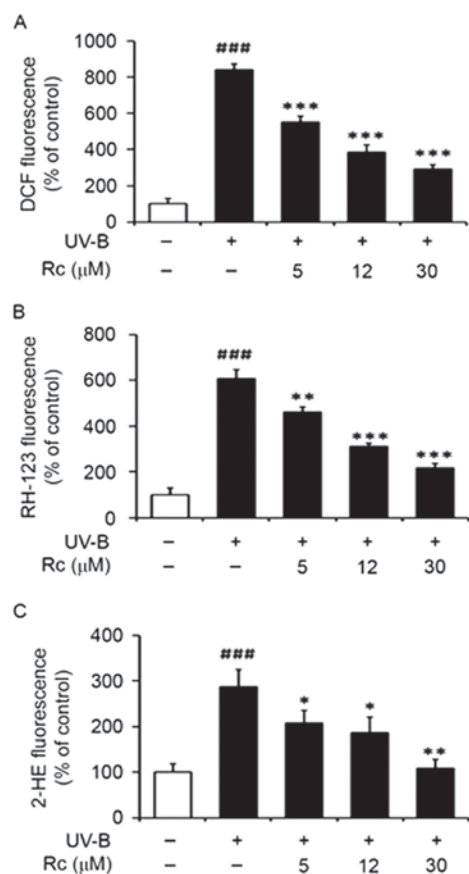 A
DCF fluorescence
(% of control)
1000
800
600
400
200
0
###
***
***
***
UV-B – + + + +
Rc (μM) – – 5 12 30
B
RH-123 fluorescence
(% of control)
800
600
400
200
0
###
**
***
***
UV-B – + + + +
Rc (μM) – – 5 12 30
C
2-HE fluorescence
(% of control)
400
300
200
100
0
###
*
*
**
UV-B – + + + +
Rc (μM) – – 5 12 30